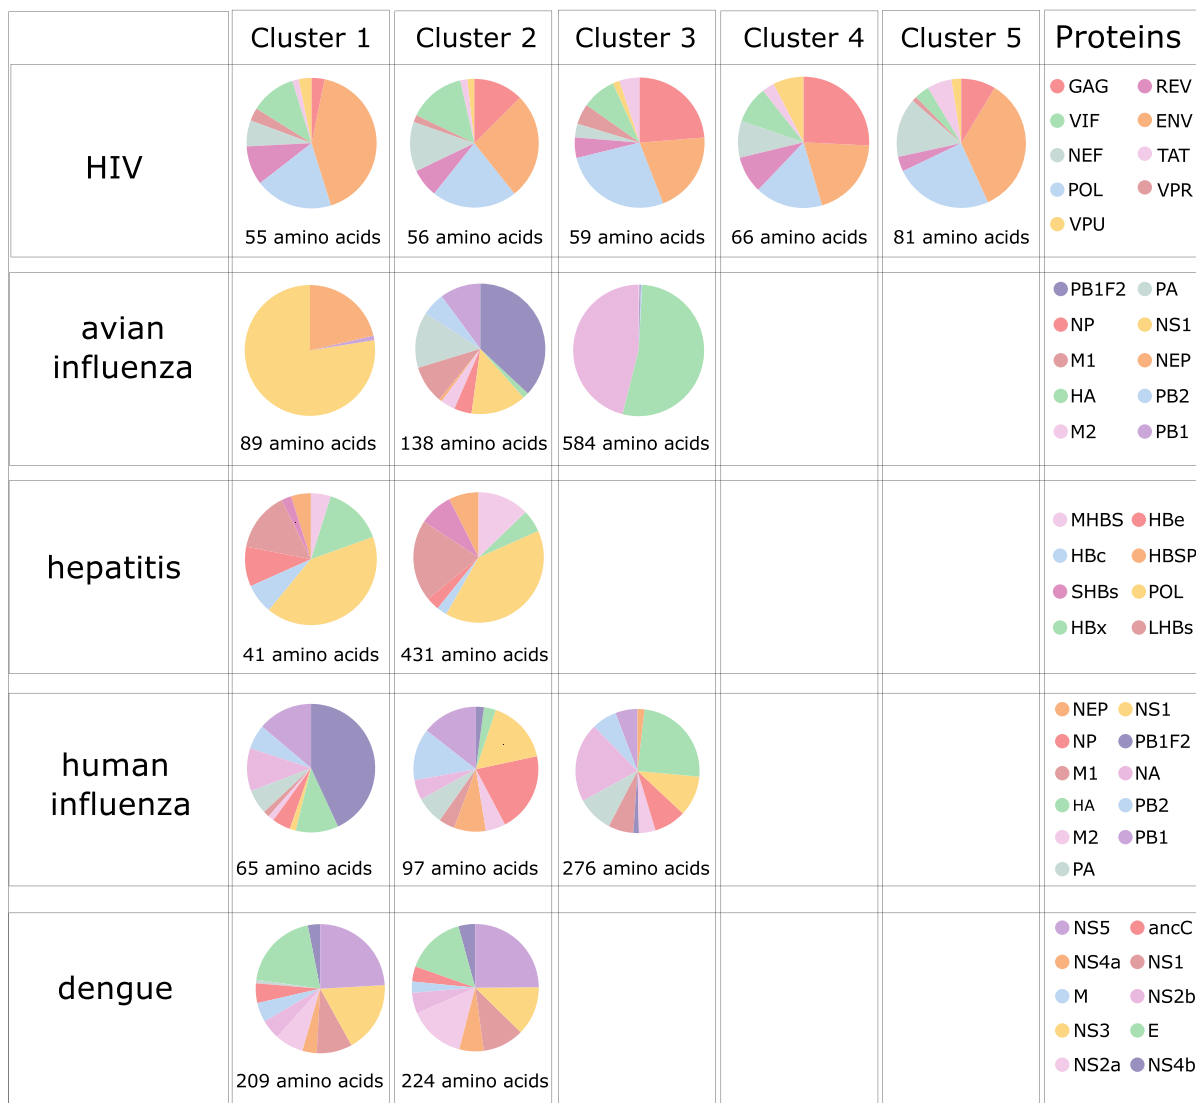 Cluster 1 Cluster 2 Cluster 3 Cluster 4 Cluster 5 Proteins
HIV
55 amino acids 56 amino acids 59 amino acids 66 amino acids 81 amino acids
GAG REV
VIF ENV
NEF TAT
POL VPR
VPU
avian
influenza
89 amino acids 138 amino acids 584 amino acids
PB1F2 PA
NP NS1
M1 NEP
HA PB2
M2 PB1
hepatitis
41 amino acids 431 amino acids
MHBS HBe
HBc HBSP
SHBs POL
HBx LHBs
human
influenza
65 amino acids 97 amino acids 276 amino acids
NEP NS1
NP PB1F2
M1 NA
HA PB2
M2 PB1
PA
dengue
209 amino acids 224 amino acids
NS5 ancC
NS4a NS1
M NS2b
NS3 E
NS2a NS4b